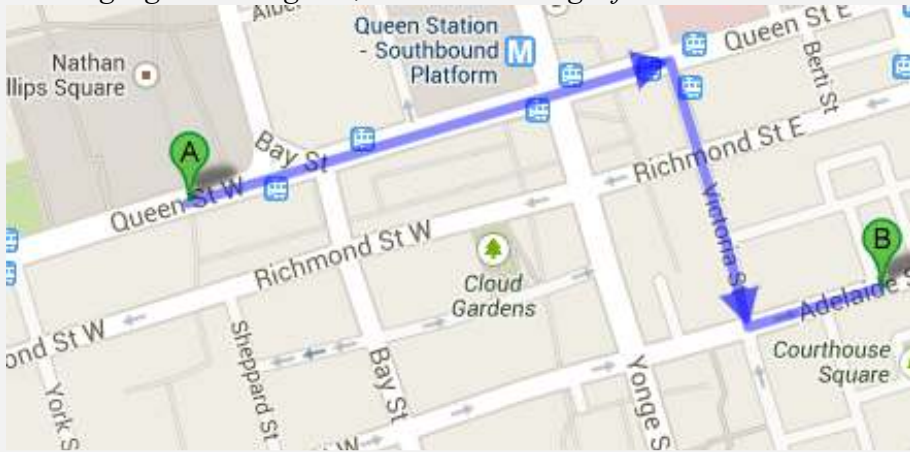 Alber
Queen Station
- Southbound
Platform
M
Queen St E
Berti St
Nathan
llips Square
A
Bay St
Richmond St E
Queen St W
Victoria S
Richmond St W
B
Cloud
Gardens
Adelaide S
ond St W
Sheppard St
Bay St
Yonge S
Courthouse
Square
York S
W